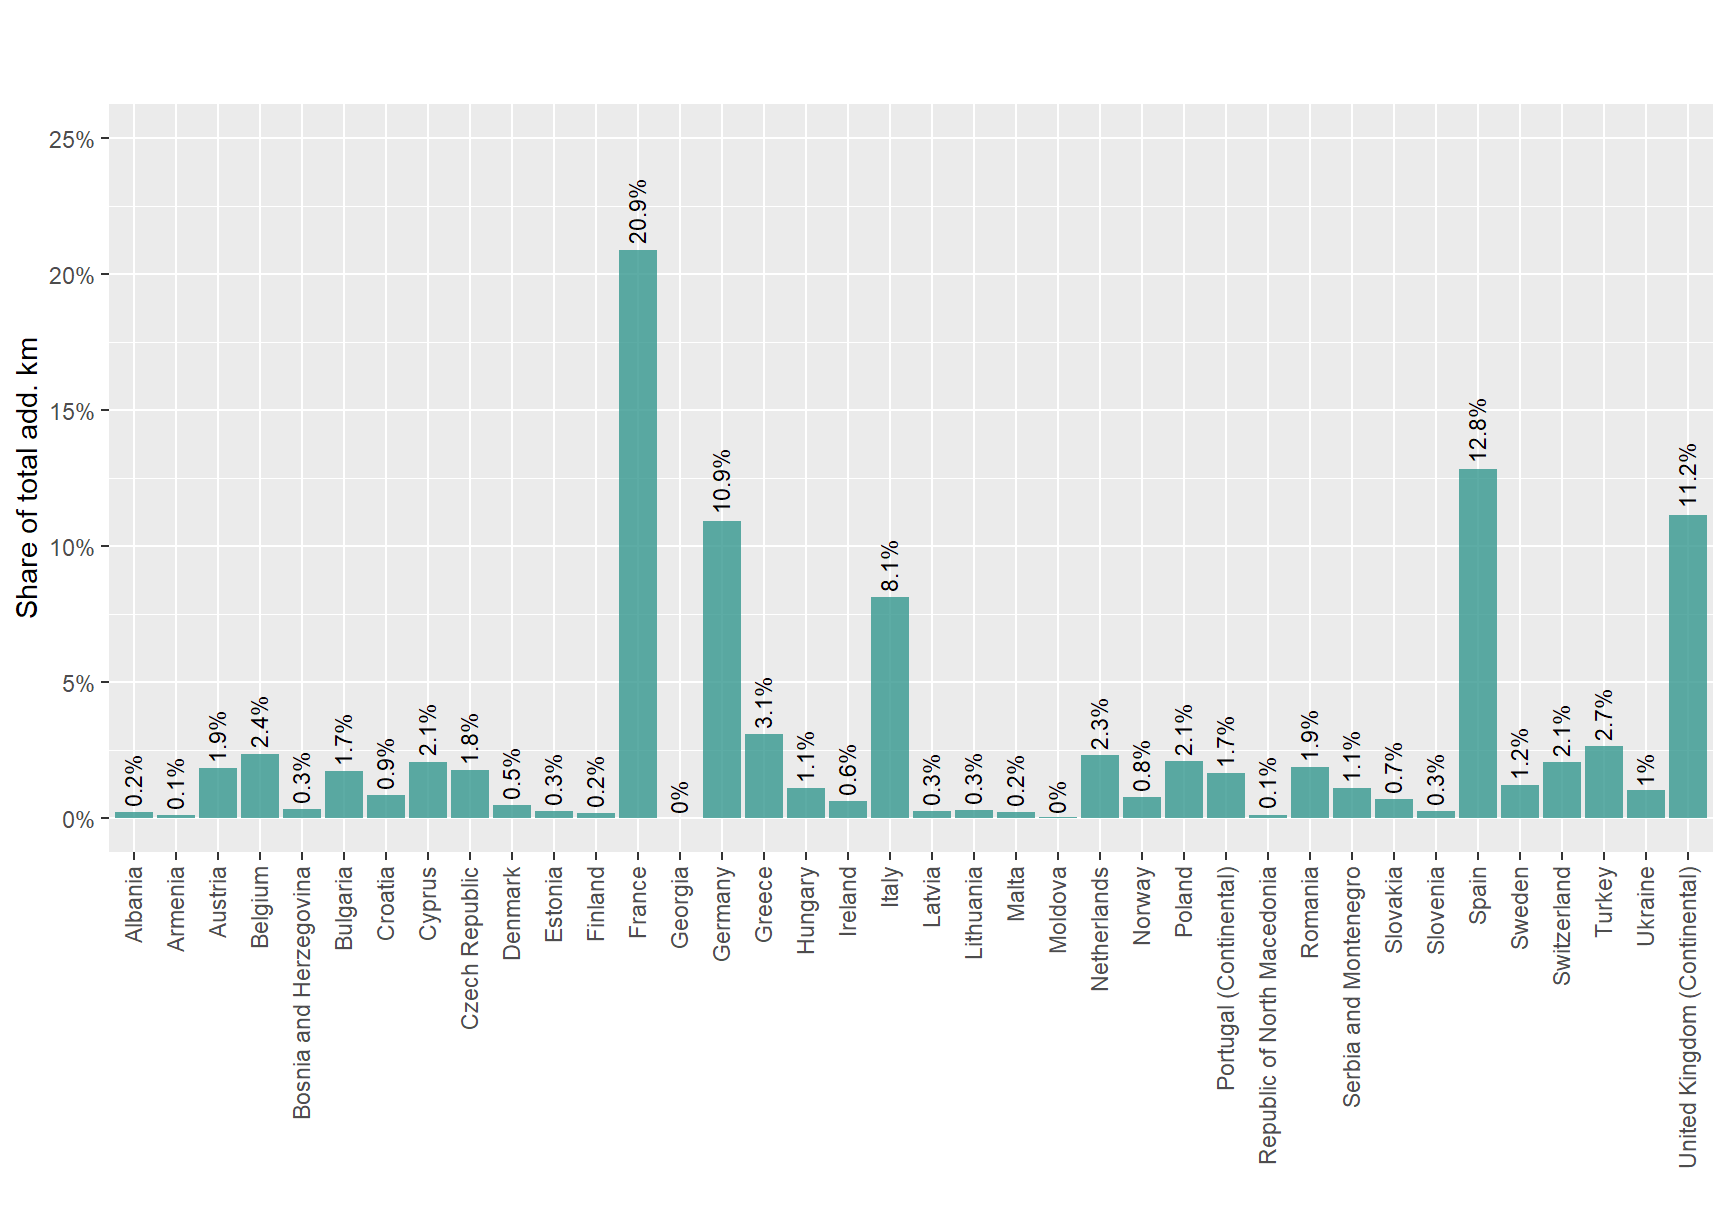 Share of total add. km
25%
20%
15%
10%
5%
0%
0.2%
0.1%
1.9%
2.4%
0.3%
1.7%
0.9%
2.1%
1.8%
0.5%
0.3%
0.2%
20.9%
0%
10.9%
3.1%
1.1%
0.6%
8.1%
0.3%
0.3%
0.2%
0%
2.3%
0.8%
2.1%
1.7%
0.1%
1.9%
1.1%
0.7%
0.3%
12.8%
1.2%
2.1%
2.7%
1%
11.2%
Albania
Armenia
Austria
Belgium
Bosnia and Herzegovina
Bulgaria
Croatia
Cyprus
Czech Republic
Denmark
Estonia
Finland
France
Georgia
Germany
Greece
Hungary
Ireland
Italy
Latvia
Lithuania
Malta
Moldova
Netherlands
Norway
Poland
Portugal (Continental)
Republic of North Macedonia
Romania
Serbia and Montenegro
Slovakia
Slovenia
Spain
Sweden
Switzerland
Turkey
Ukraine
United Kingdom (Continental)